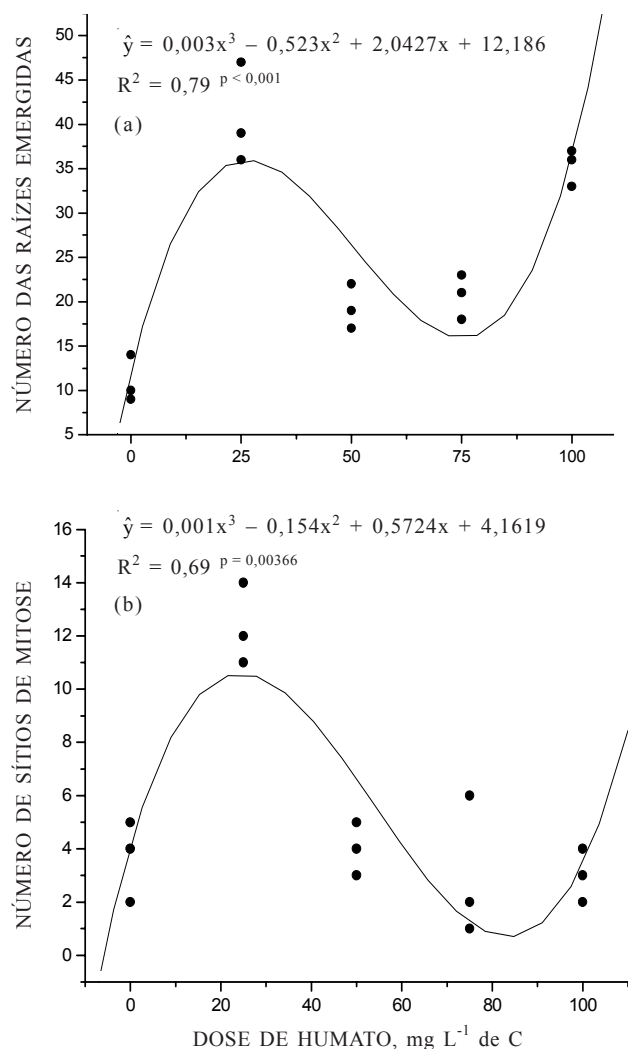 ŷ = 0,003x³ – 0,523x² + 2,0427x + 12,186
R² = 0,79 p < 0,001
(a)
NÚMERO DAS RAÍZES EMERGIDAS
50
45
40
35
30
25
20
15
10
5
0 25 50 75 100
ŷ = 0,001x³ – 0,154x² + 0,5724x + 4,1619
R² = 0,69 p = 0,00366
(b)
NÚMERO DE SÍTIOS DE MITOSE
16
14
12
10
8
6
4
2
0
0 20 40 60 80 100
DOSE DE HUMATO, mg L⁻¹ de C